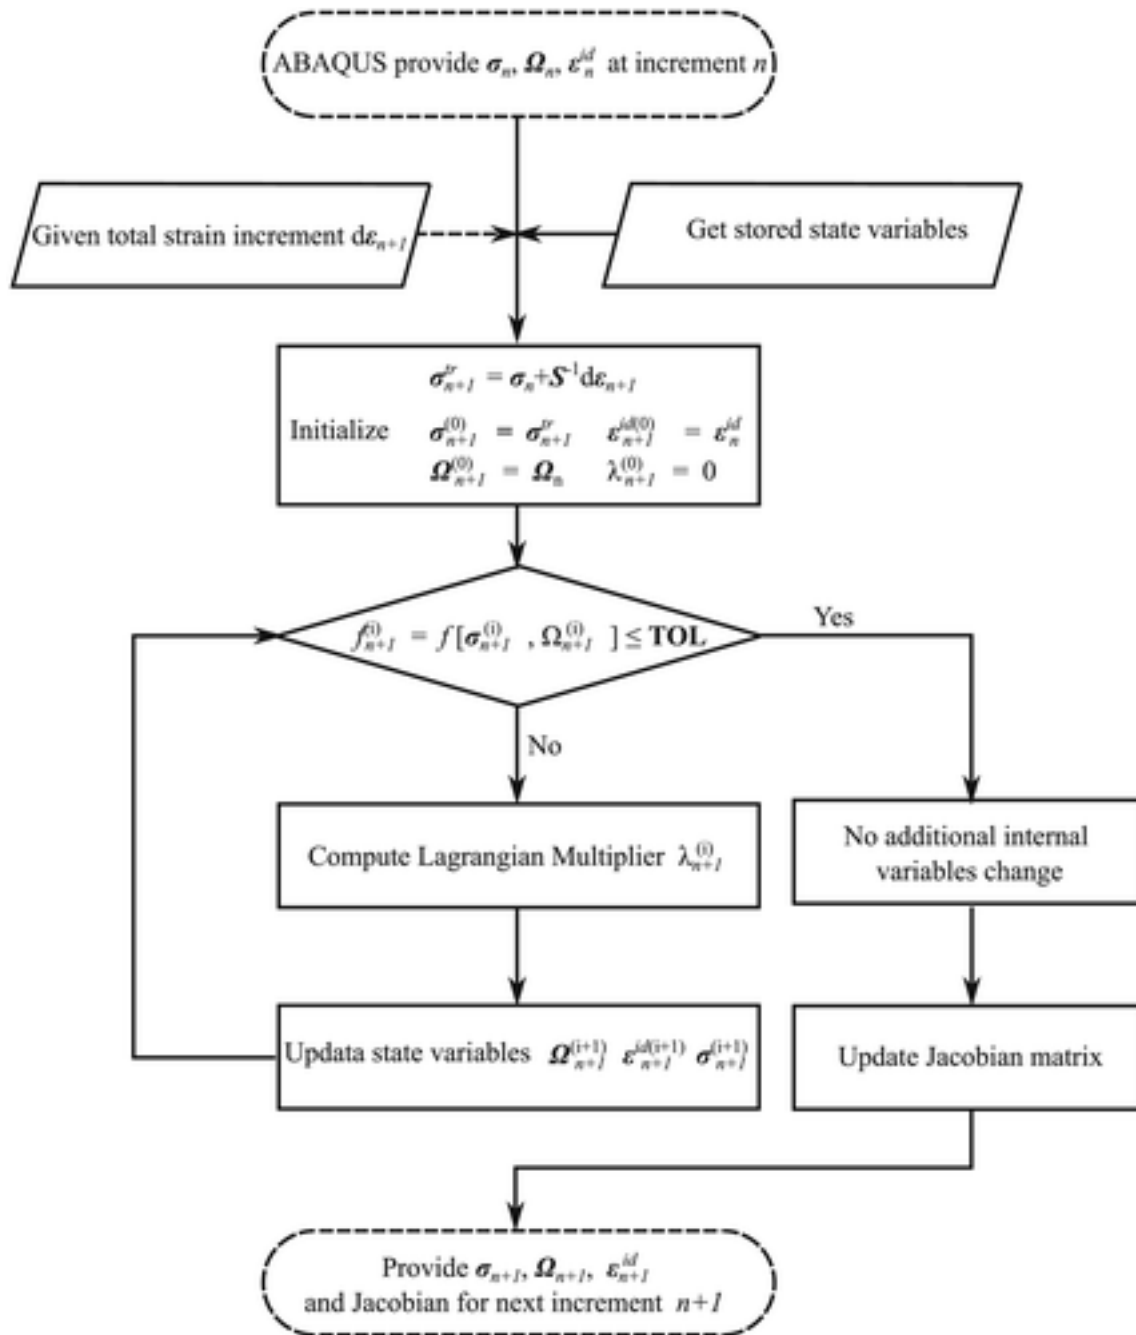 ABAQUS provide σₙ, Ωₙ, εₙⁱᵈ at increment n
Given total strain increment dεₙ₊₁
Get stored state variables
σₙ₊₁ᵗʳ = σₙ+S⁻¹dεₙ₊₁
Initialize σₙ₊₁⁽⁰⁾ = σₙ₊₁ᵗʳ εₙ₊₁ⁱᵈ⁽⁰⁾ = εₙⁱᵈ
Ωₙ₊₁⁽⁰⁾ = Ωₙ λₙ₊₁⁽⁰⁾ = 0
fₙ₊₁⁽ⁱ⁾ = f[σₙ₊₁⁽ⁱ⁾ , Ωₙ₊₁⁽ⁱ⁾ ] ≤ TOL
Yes
No
Compute Lagrangian Multiplier λₙ₊₁⁽ⁱ⁾
No additional internal
variables change
Updata state variables Ωₙ₊₁⁽ⁱ⁺¹⁾ εₙ₊₁ⁱᵈ⁽ⁱ⁺¹⁾ σₙ₊₁⁽ⁱ⁺¹⁾
Update Jacobian matrix
Provide σₙ₊₁, Ωₙ₊₁, εₙ₊₁ⁱᵈ
and Jacobian for next increment n+1